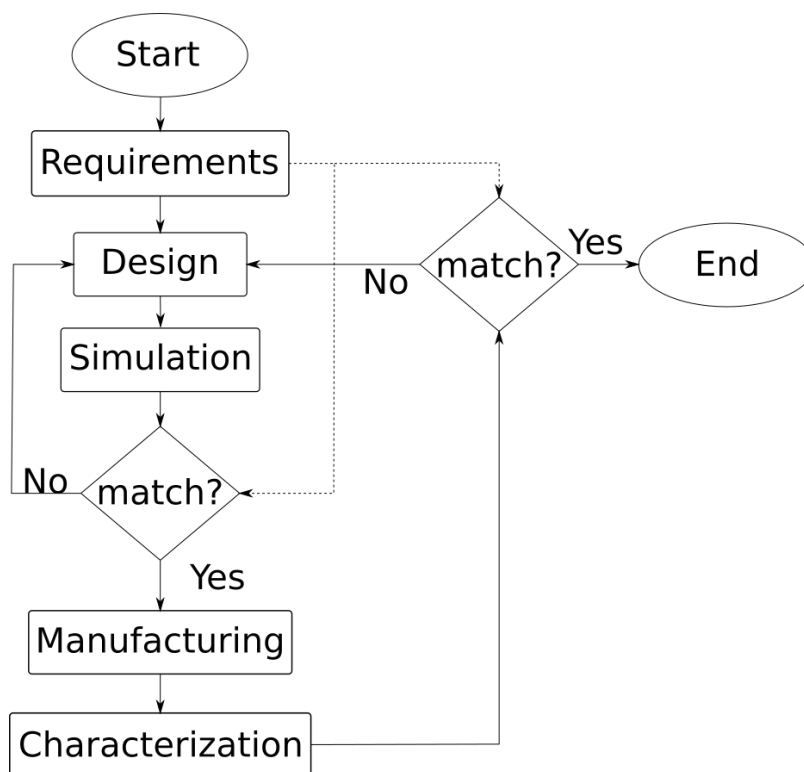 Start
Requirements
Design
match?
Yes
End
No
Simulation
No
match?
Yes
Manufacturing
Characterization